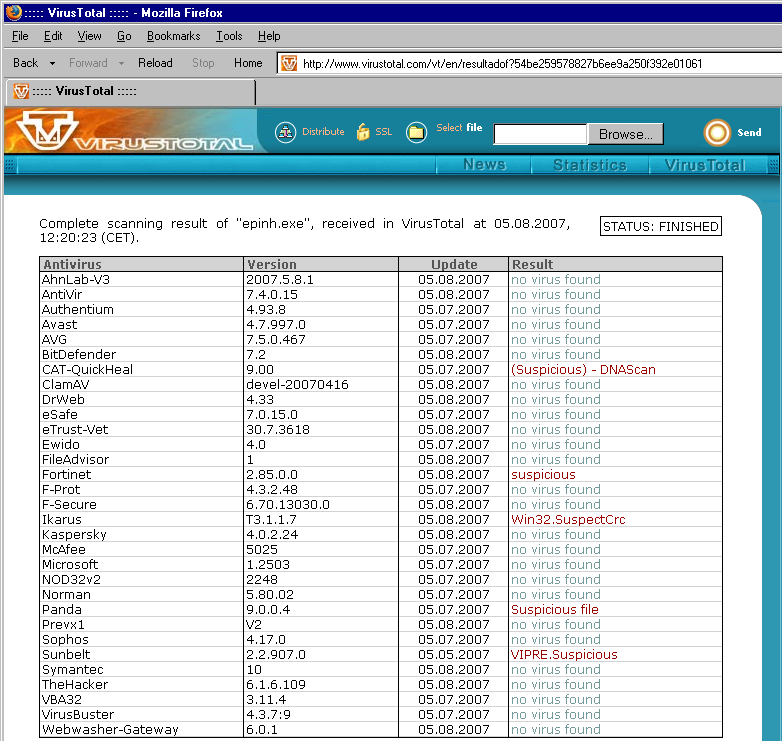 ::::: VirusTotal ::::: - Mozilla Firefox
File Edit View Go Bookmarks Tools Help
Back Forward Reload Stop Home http://www.virustotal.com/vt/en/resultadof?54be259578827b6ee9a250f392e01061
::::: VirusTotal :::::
VIRUSTOTAL Distribute SSL Select file Browse... Send
News Statistics VirusTotal
Complete scanning result of "epinh.exe", received in VirusTotal at 05.08.2007,
12:20:23 (CET).
STATUS: FINISHED
Antivirus Version Update Result
AhnLab-V3 2007.5.8.1 05.08.2007 no virus found
AntiVir 7.4.0.15 05.08.2007 no virus found
Authentium 4.93.8 05.07.2007 no virus found
Avast 4.7.997.0 05.07.2007 no virus found
AVG 7.5.0.467 05.07.2007 no virus found
BitDefender 7.2 05.08.2007 no virus found
CAT-QuickHeal 9.00 05.07.2007 (Suspicious) - DNAScan
ClamAV devel-20070416 05.08.2007 no virus found
DrWeb 4.33 05.08.2007 no virus found
eSafe 7.0.15.0 05.07.2007 no virus found
eTrust-Vet 30.7.3618 05.08.2007 no virus found
Ewido 4.0 05.07.2007 no virus found
FileAdvisor 1 05.08.2007 no virus found
Fortinet 2.85.0.0 05.08.2007 suspicious
F-Prot 4.3.2.48 05.07.2007 no virus found
F-Secure 6.70.13030.0 05.08.2007 no virus found
Ikarus T3.1.1.7 05.08.2007 Win32.SuspectCrc
Kaspersky 4.0.2.24 05.08.2007 no virus found
McAfee 5025 05.07.2007 no virus found
Microsoft 1.2503 05.08.2007 no virus found
NOD32v2 2248 05.07.2007 no virus found
Norman 5.80.02 05.07.2007 no virus found
Panda 9.0.0.4 05.07.2007 Suspicious file
Prevx1 V2 05.08.2007 no virus found
Sophos 4.17.0 05.07.2007 no virus found
Sunbelt 2.2.907.0 05.05.2007 VIPRE.Suspicious
Symantec 10 05.08.2007 no virus found
TheHacker 6.1.6.109 05.08.2007 no virus found
VBA32 3.11.4 05.07.2007 no virus found
VirusBuster 4.3.7:9 05.07.2007 no virus found
Webwasher-Gateway 6.0.1 05.08.2007 no virus found